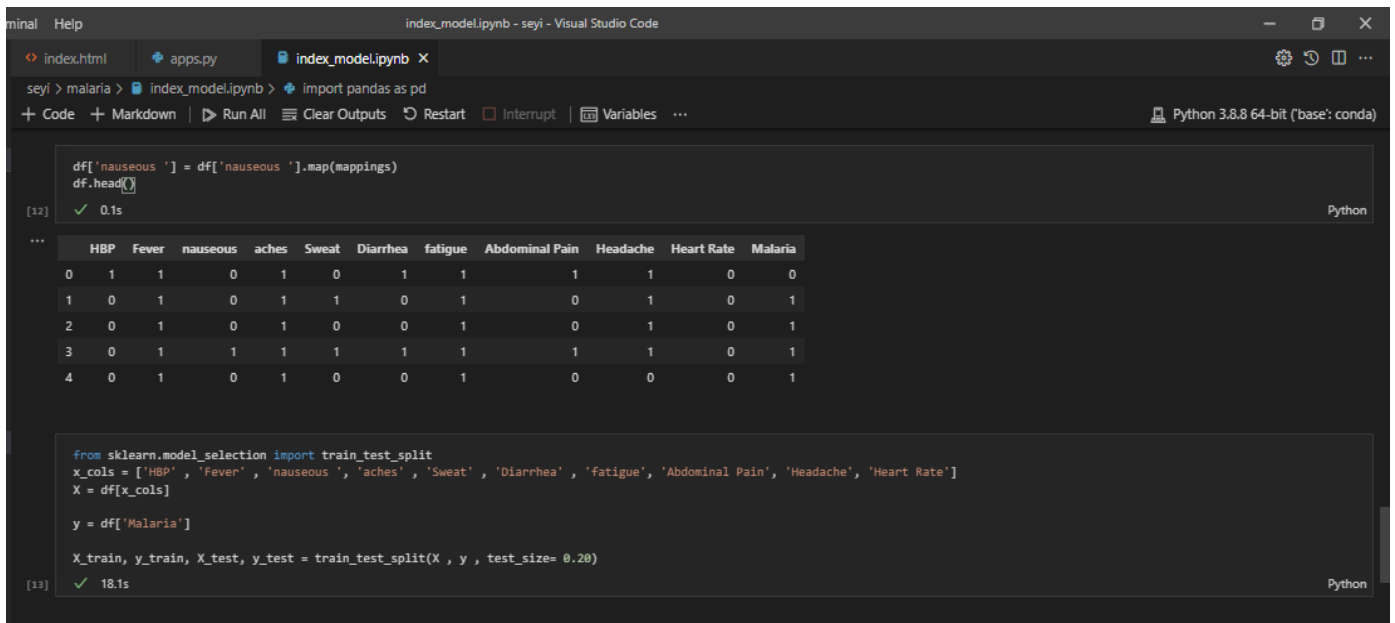 minal Help index_model.ipynb - seyi - Visual Studio Code
index.html apps.py index_model.ipynb
seyi > malaria > index_model.ipynb > import pandas as pd
+ Code + Markdown | Run All Clear Outputs Restart Interrupt | Variables ... Python 3.8.8 64-bit ('base': conda)
df['nauseous '] = df['nauseous '].map(mappings)
df.head()
[12] ✓ 0.1s Python
... HBP Fever nauseous aches Sweat Diarrhea fatigue Abdominal Pain Headache Heart Rate Malaria
0 1 1 0 1 0 1 1 1 1 0 0
1 0 1 0 1 1 0 1 0 1 0 1
2 0 1 0 1 0 0 1 0 1 0 1
3 0 1 1 1 1 1 1 1 1 0 1
4 0 1 0 1 0 0 1 0 0 0 1
from sklearn.model_selection import train_test_split
x_cols = ['HBP' , 'Fever' , 'nauseous ', 'aches' , 'Sweat' , 'Diarrhea' , 'fatigue', 'Abdominal Pain', 'Headache', 'Heart Rate']
X = df[x_cols]
y = df['Malaria']
X_train, y_train, X_test, y_test = train_test_split(X , y , test_size= 0.20)
[13] ✓ 18.1s Python